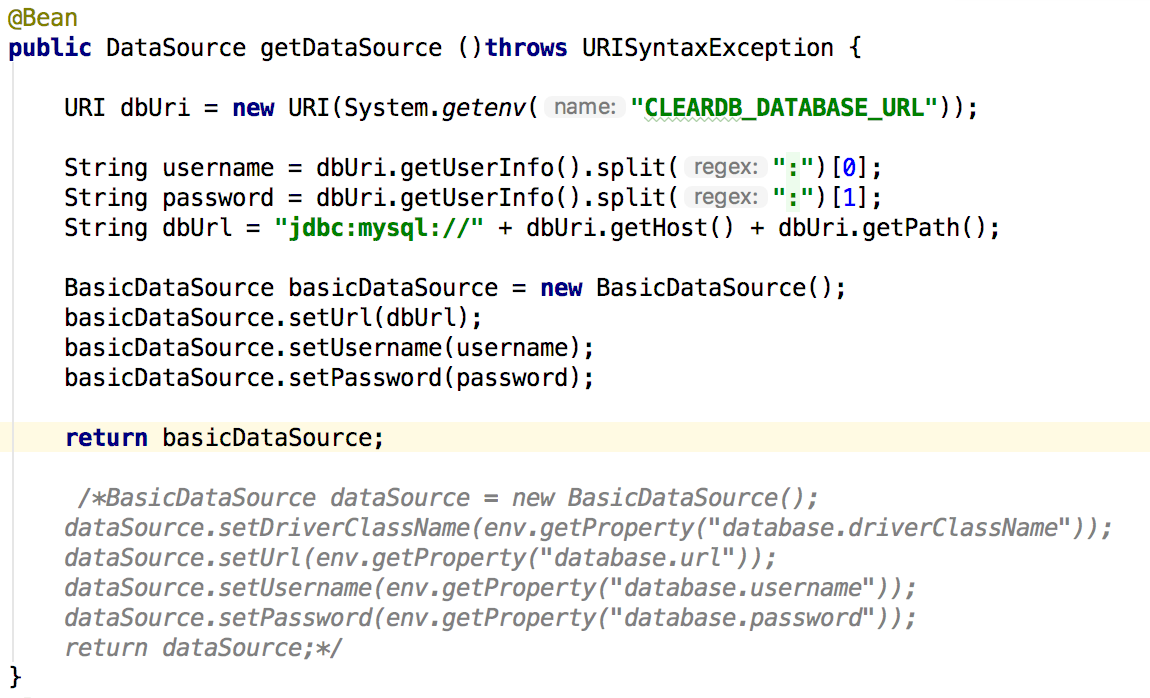 @Bean
public DataSource getDataSource ()throws URISyntaxException {
URI dbUri = new URI(System.getenv( name: "CLEARDB_DATABASE_URL"));
String username = dbUri.getUserInfo().split( regex: ":")[0];
String password = dbUri.getUserInfo().split( regex: ":")[1];
String dbUrl = "jdbc:mysql://" + dbUri.getHost() + dbUri.getPath();
BasicDataSource basicDataSource = new BasicDataSource();
basicDataSource.setUrl(dbUrl);
basicDataSource.setUsername(username);
basicDataSource.setPassword(password);
return basicDataSource;
/*BasicDataSource dataSource = new BasicDataSource();
dataSource.setDriverClassName(env.getProperty("database.driverClassName"));
dataSource.setUrl(env.getProperty("database.url"));
dataSource.setUsername(env.getProperty("database.username"));
dataSource.setPassword(env.getProperty("database.password"));
return dataSource;*/
}